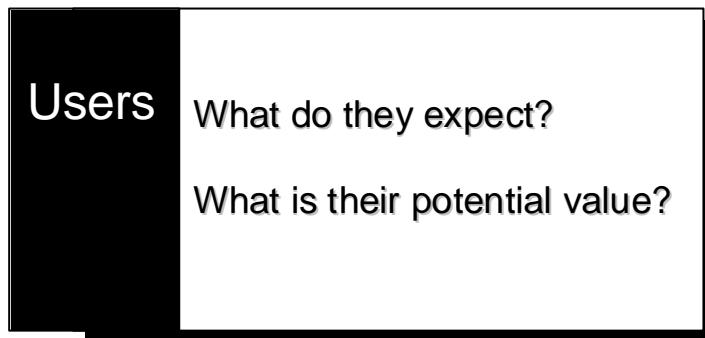 Users
What do they expect?
What is their potential value?